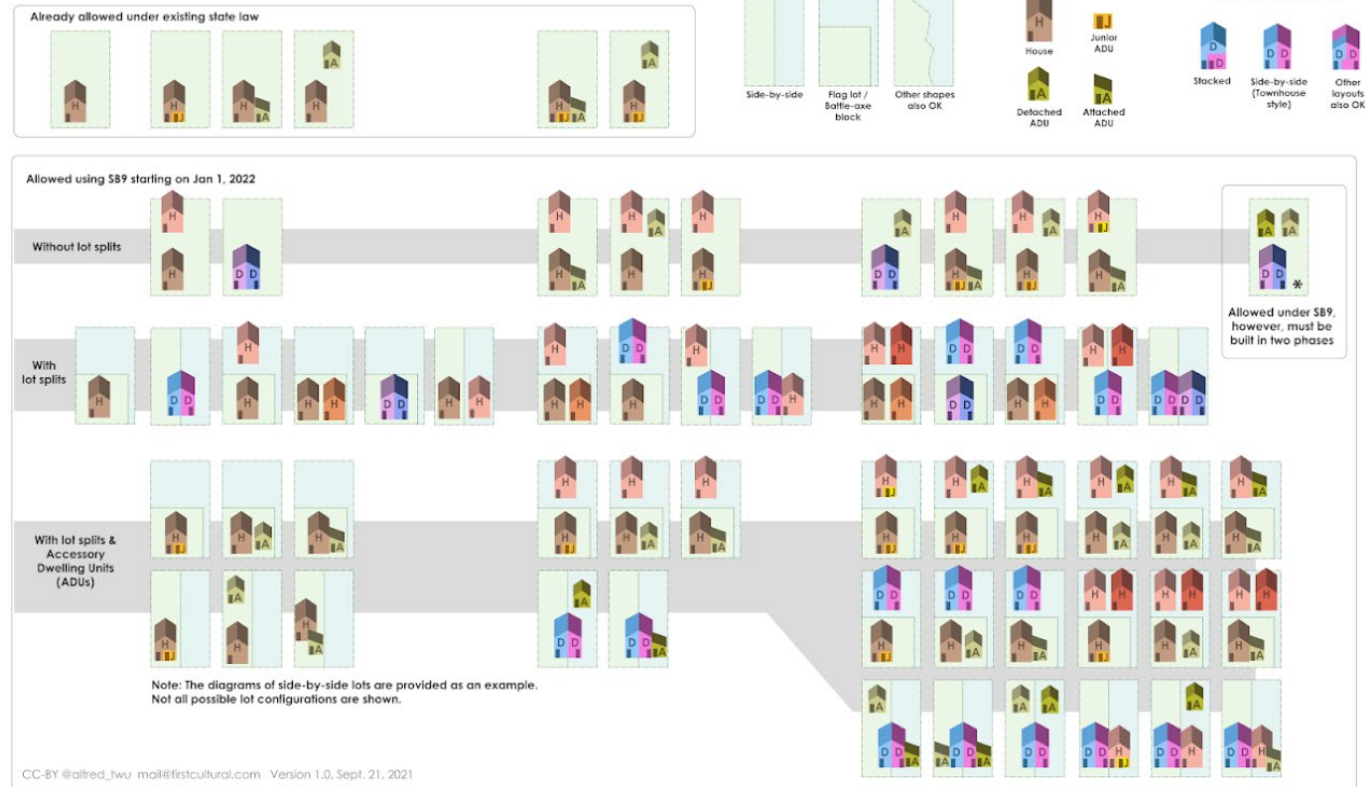 Already allowed under existing state law
Side-by-side
Flag lot /
Battle-axe
block
Other shapes
also OK
House
Junior
ADU
Detached
ADU
Attached
ADU
Stacked
Side-by-side
(Townhouse
style)
Other
layouts
also OK
Allowed using SB9 starting on Jan 1, 2022
Without lot splits
*
Allowed under SB9,
however, must be
built in two phases
With
lot splits
With lot splits &
Accessory
Dwelling Units
(ADUs)
Note: The diagrams of side-by-side lots are provided as an example.
Not all possible lot configurations are shown.
CC-BY @alfred_twu mail@firstcultural.com Version 1.0, Sept. 21, 2021